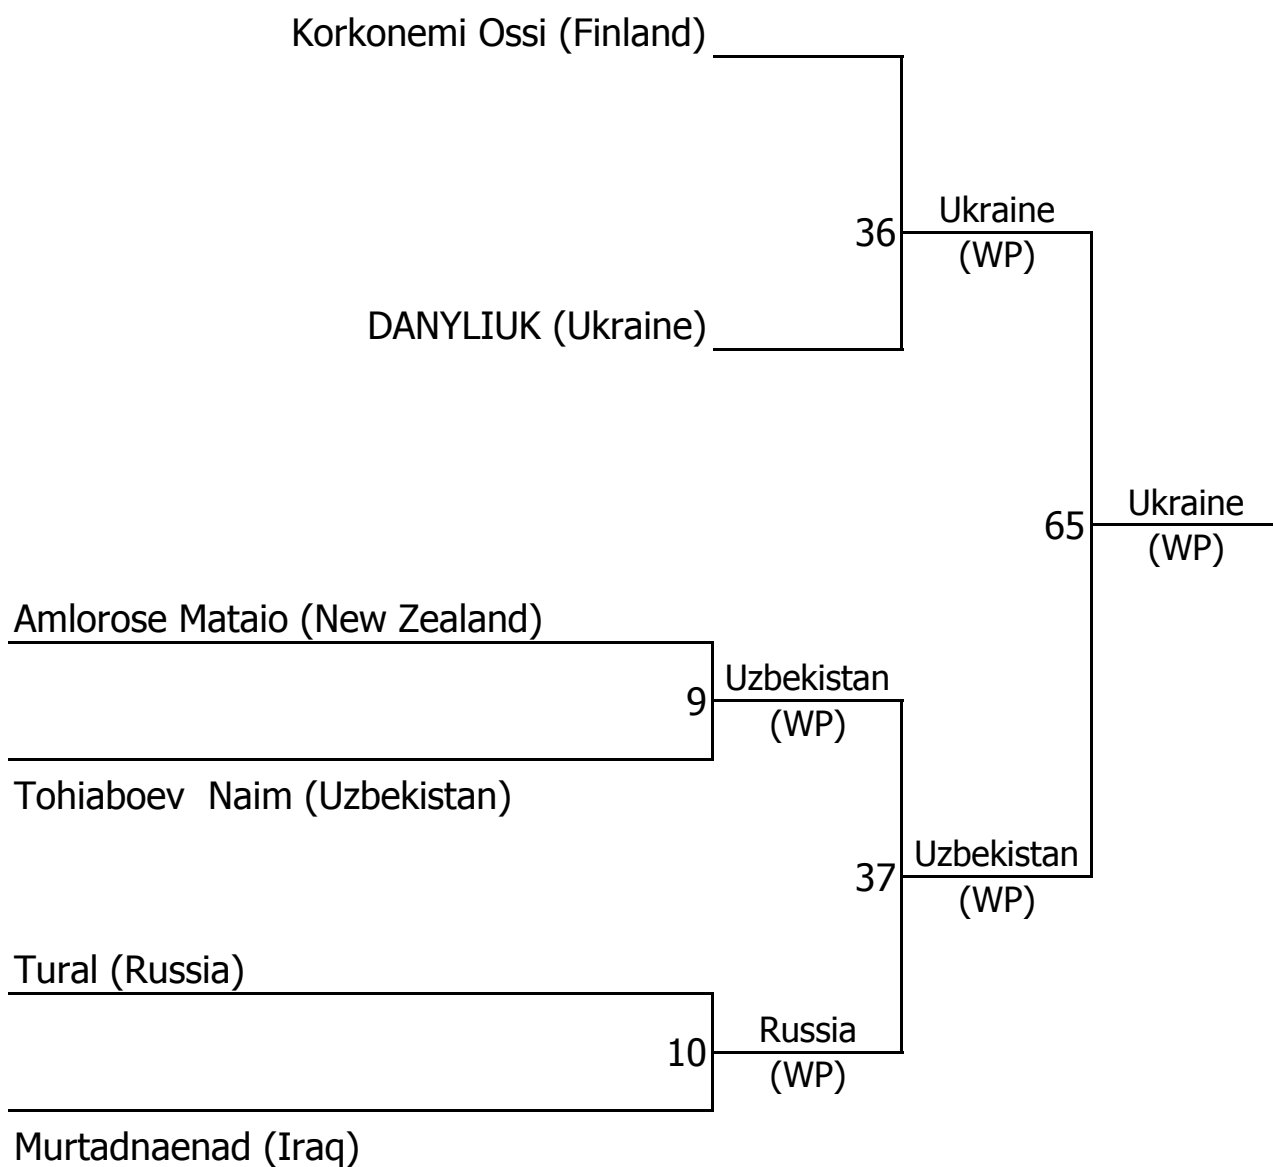 Korkonemi Ossi (Finland)
Ukraine
36
(WP)
DANYLIUK (Ukraine)
Ukraine
65
(WP)
Amlorose Mataio (New Zealand)
Uzbekistan
9
(WP)
Tohiaboev  Naim (Uzbekistan)
Uzbekistan
37
(WP)
Tural (Russia)
Russia
10
(WP)
Murtadnaenad (Iraq)